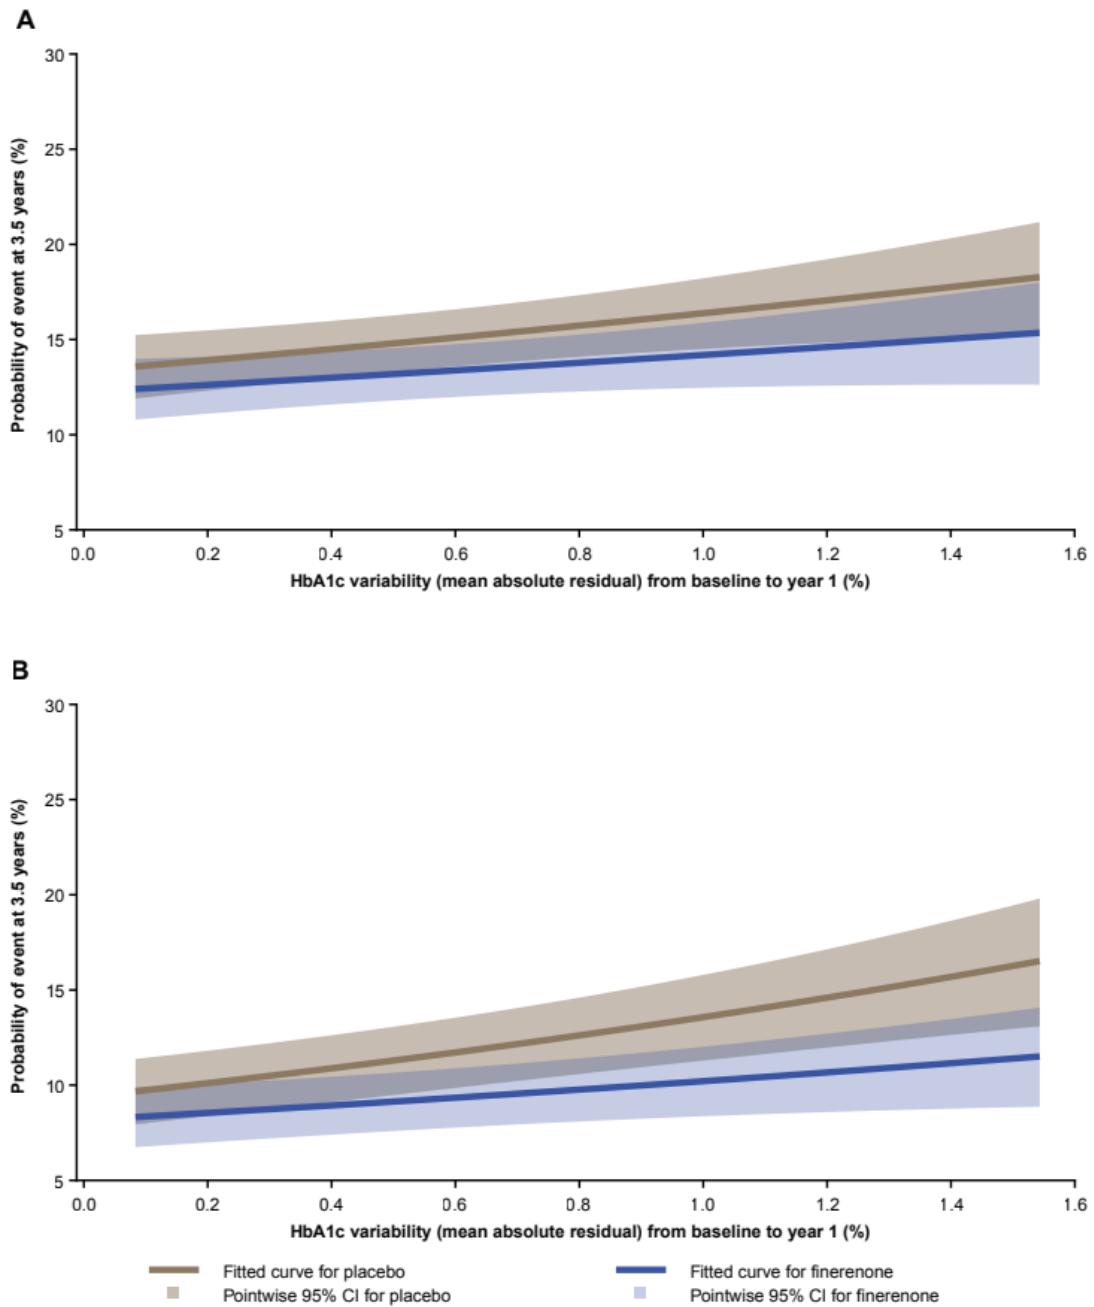 A
30
25
20
15
10
5
Probability of event at 3.5 years (%)
0.0 0.2 0.4 0.6 0.8 1.0 1.2 1.4 1.6
HbA1c variability (mean absolute residual) from baseline to year 1 (%)
B
30
25
20
15
10
5
Probability of event at 3.5 years (%)
0.0 0.2 0.4 0.6 0.8 1.0 1.2 1.4 1.6
HbA1c variability (mean absolute residual) from baseline to year 1 (%)
Fitted curve for placebo
Pointwise 95% CI for placebo
Fitted curve for finerenone
Pointwise 95% CI for finerenone